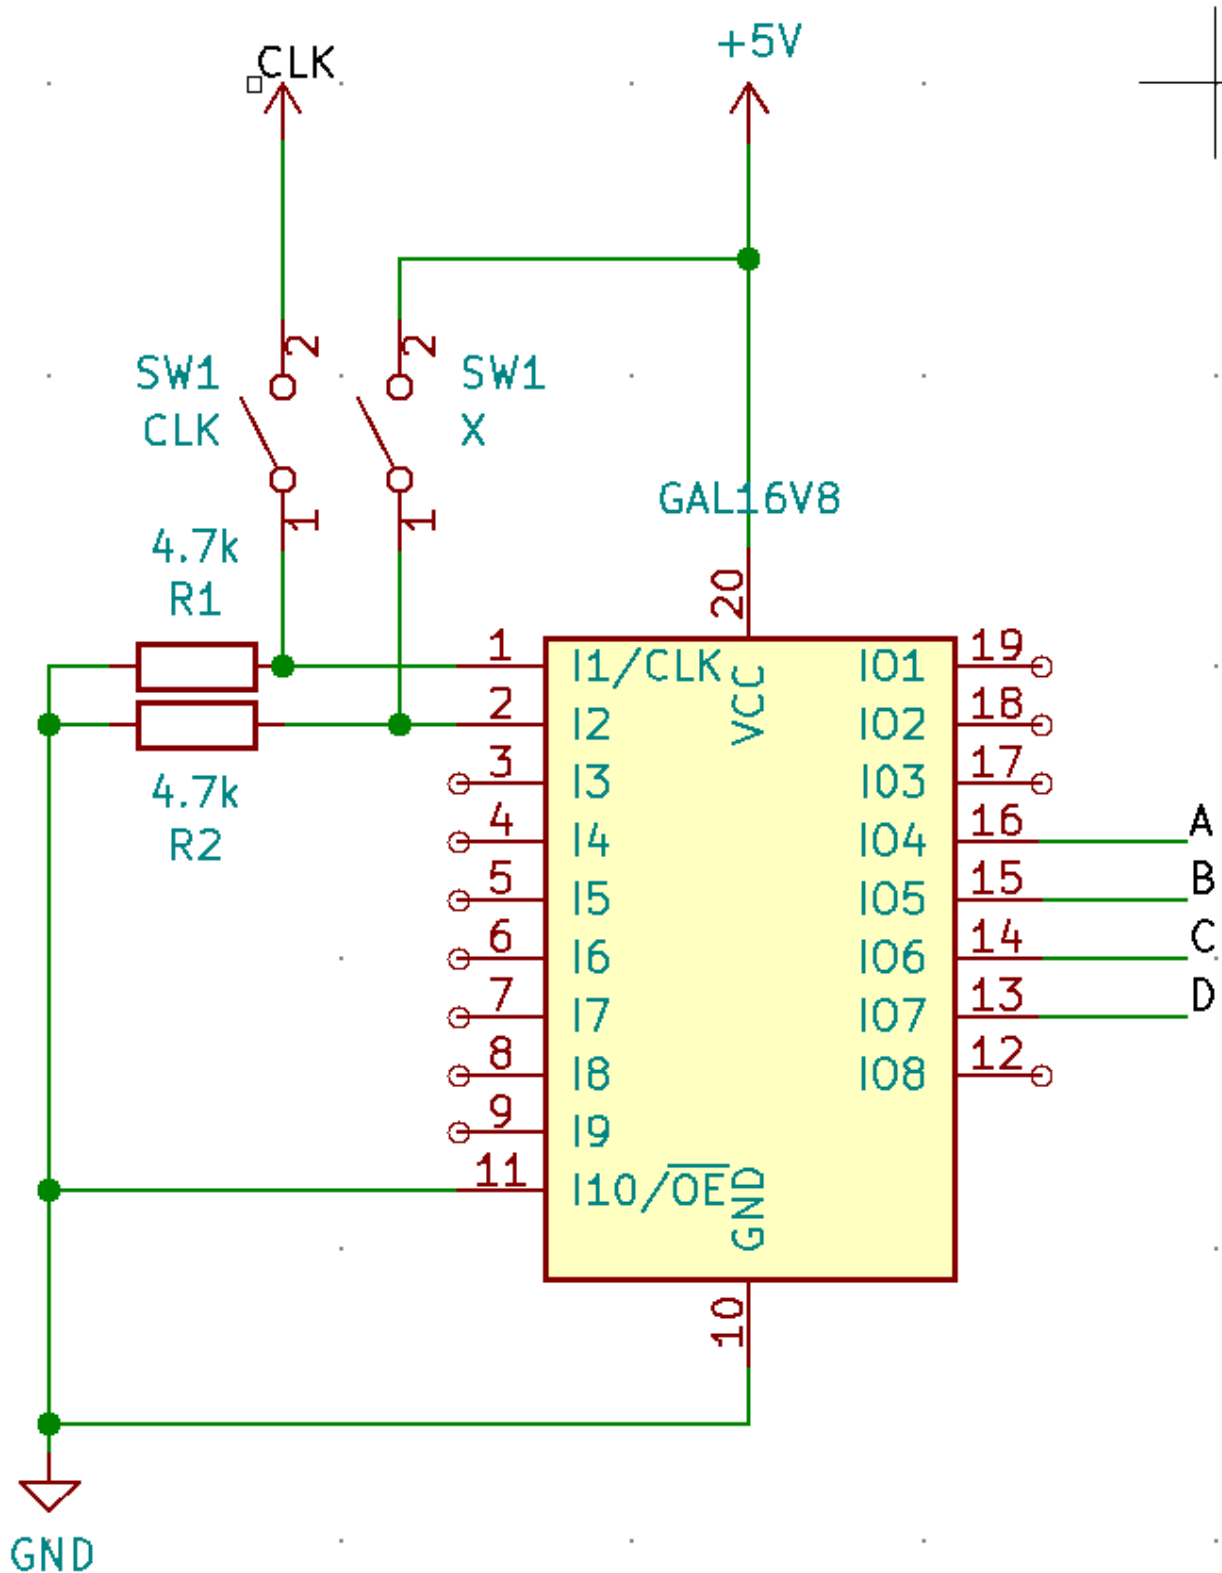 CLK
+5V
2
2
SW1
CLK
SW1
X
1
1
GAL16V8
4.7k
R1
20
1
I1/CLK
VCC
IO1
19
2
I2
IO2
18
4.7k
R2
3
I3
I03
17
4
I4
IO4
16
A
5
I5
IO5
15
B
6
I6
IO6
14
C
7
I7
IO7
13
D
8
I8
IO8
12
9
I9
11
I10/OE
GND
10
GND